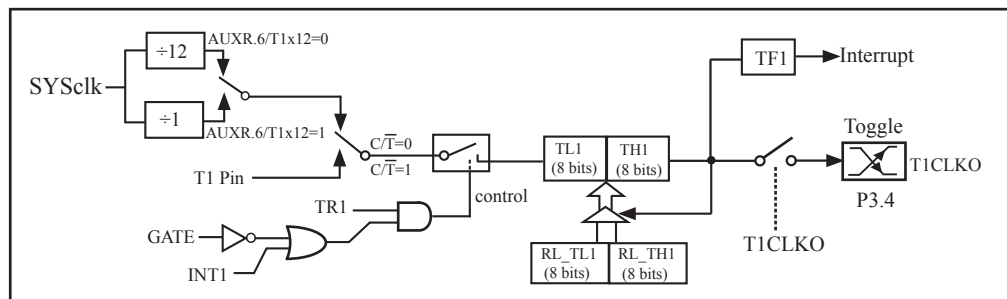 SYSclk
÷12
AUXR.6/T1x12=0
÷1
AUXR.6/T1x12=1
T1 Pin
C/T̅=0
C/T̅=1
control
TR1
GATE
INT1
TL1
(8 bits)
TH1
(8 bits)
RL_TL1
(8 bits)
RL_TH1
(8 bits)
TF1
Interrupt
Toggle
T1CLKO
P3.4
T1CLKO